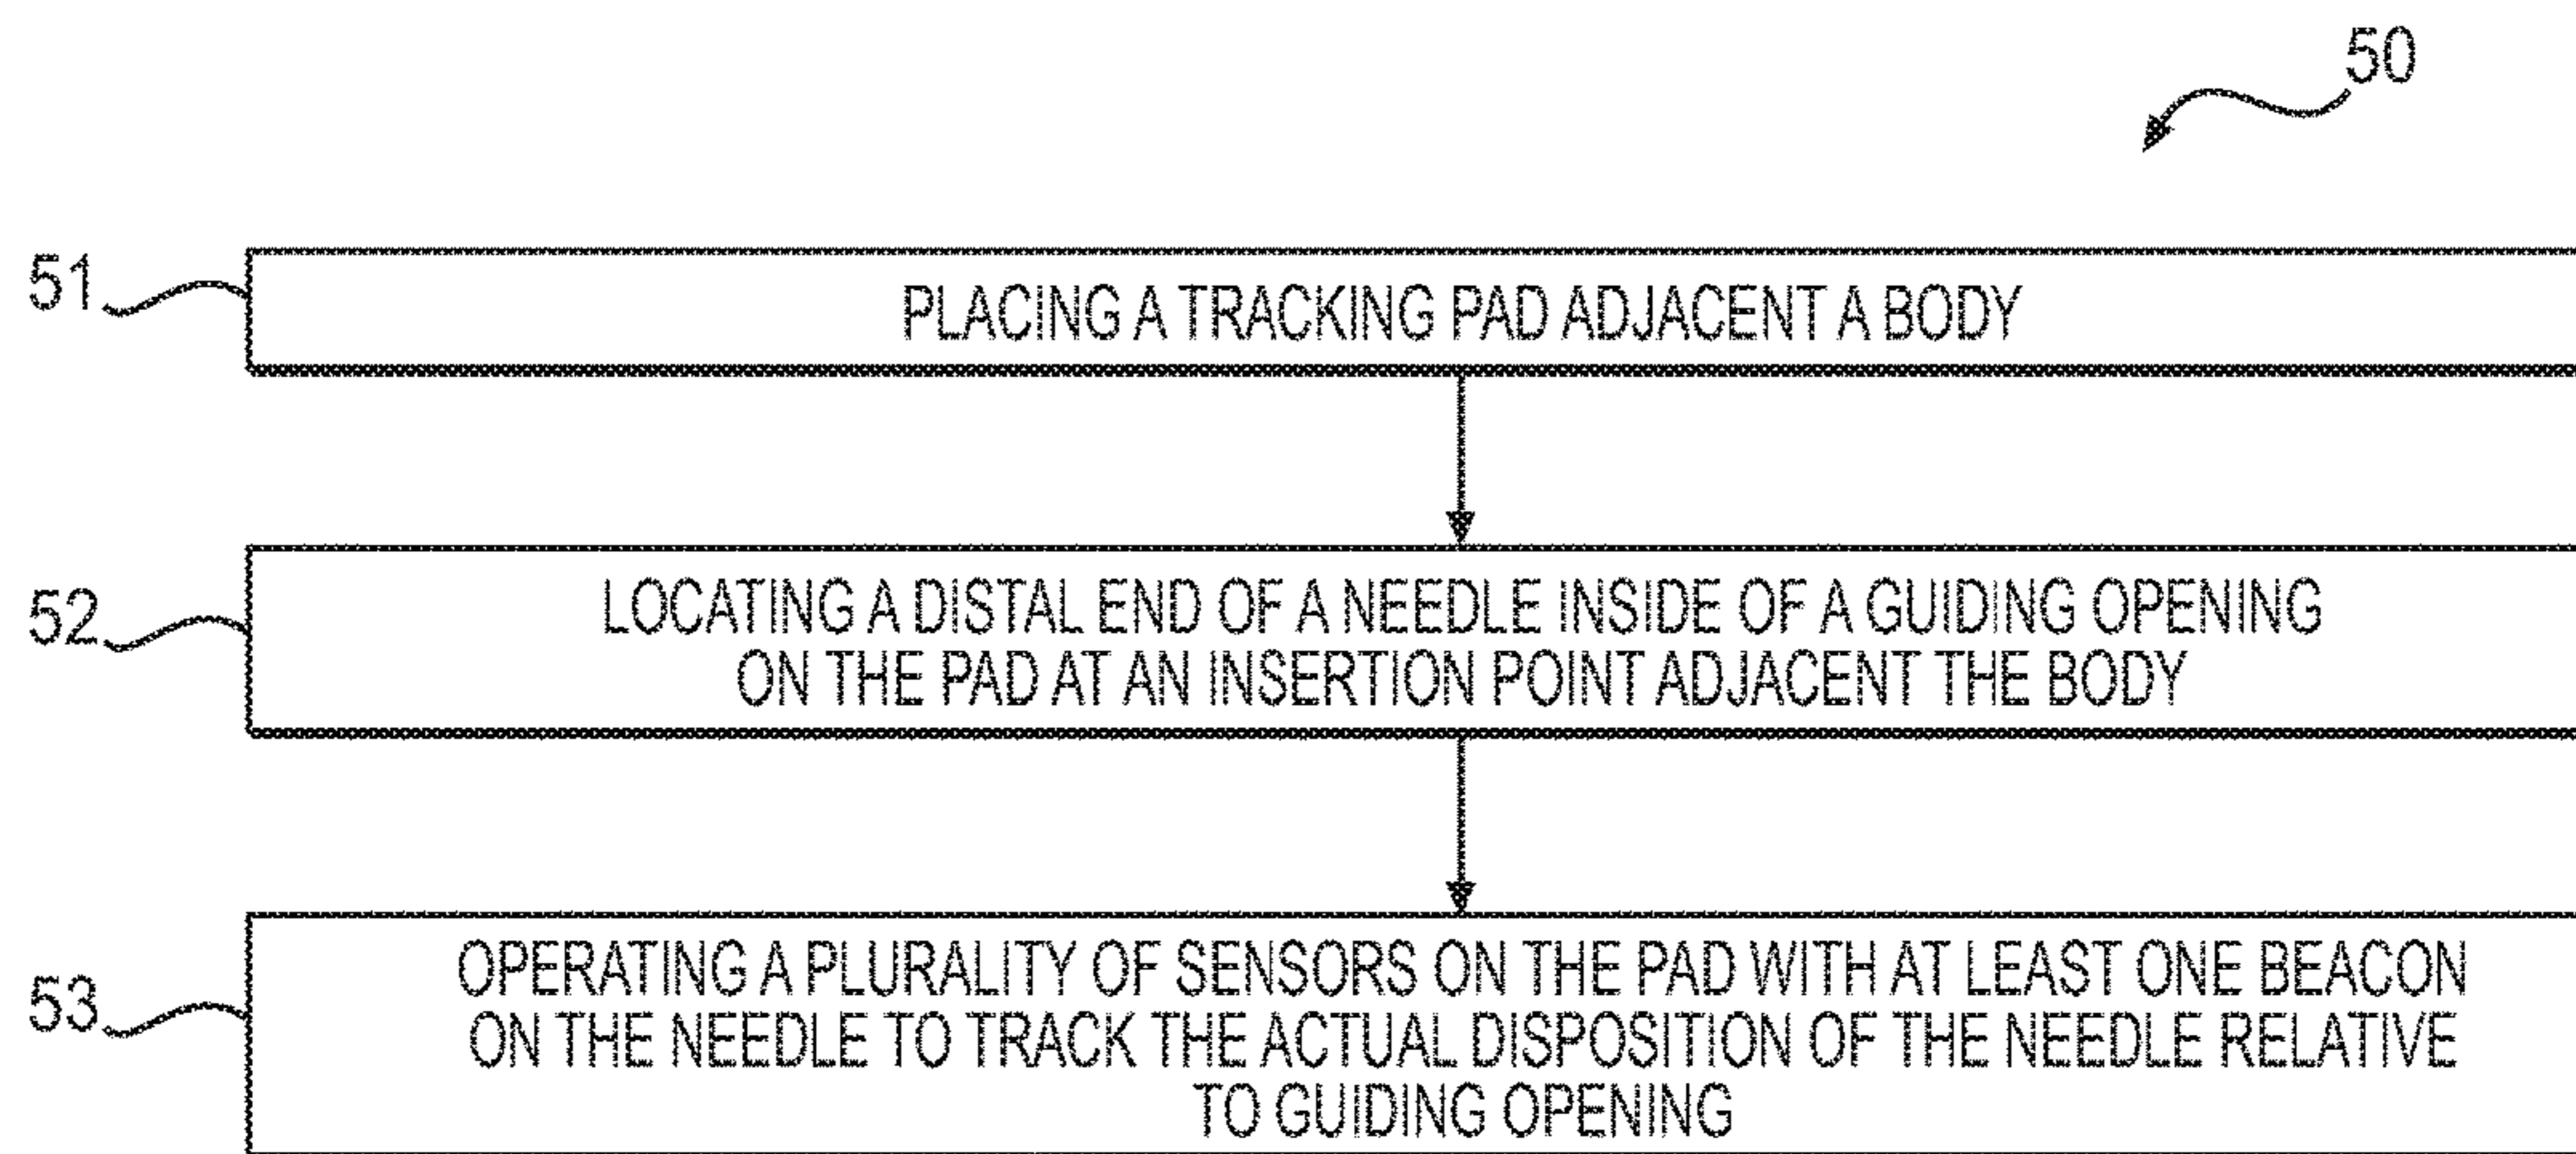 50
51
PLACING A TRACKING PAD ADJACENT A BODY
52
LOCATING A DISTAL END OF A NEEDLE INSIDE OF A GUIDING OPENING
ON THE PAD AT AN INSERTION POINT ADJACENT THE BODY
53
OPERATING A PLURALITY OF SENSORS ON THE PAD WITH AT LEAST ONE BEACON
ON THE NEEDLE TO TRACK THE ACTUAL DISPOSITION OF THE NEEDLE RELATIVE
TO GUIDING OPENING